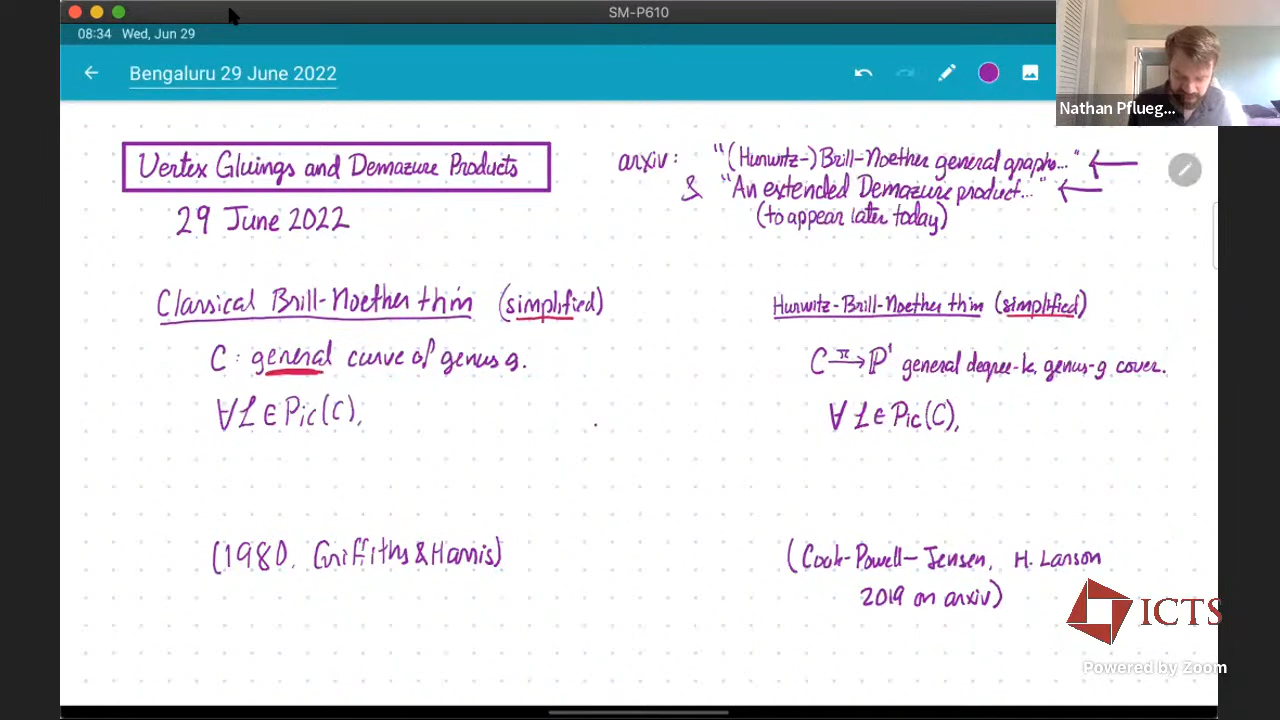 SM-P610
08:34 Wed, Jun 29
Bengaluru 29 June 2022
Nathan Pflueg...
Vertex Gluings and Demazure Products
29 June 2022
arxiv: "(Hurwitz-)Brill-Noether general graphs..."
& "An extended Demazure product..."
(to appear later today)
Classical Brill-Noether thm (simplified)
C: general curve of genus g.
∀ L ∈ Pic(C),
(1980, Griffiths & Harris)
Hurwitz-Brill-Noether thm (simplified)
C π→ P¹ general degree-k, genus-g cover.
∀ L ∈ Pic(C),
(Cook-Powell-Jensen, H. Larson
2019 on arxiv)
ICTS
Powered by Zoom